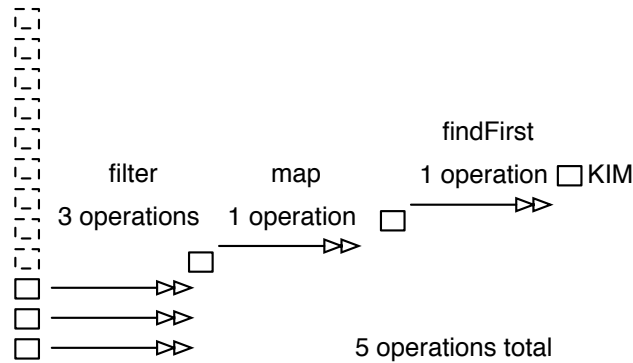 findFirst
filter map 1 operation KIM
3 operations 1 operation
5 operations total